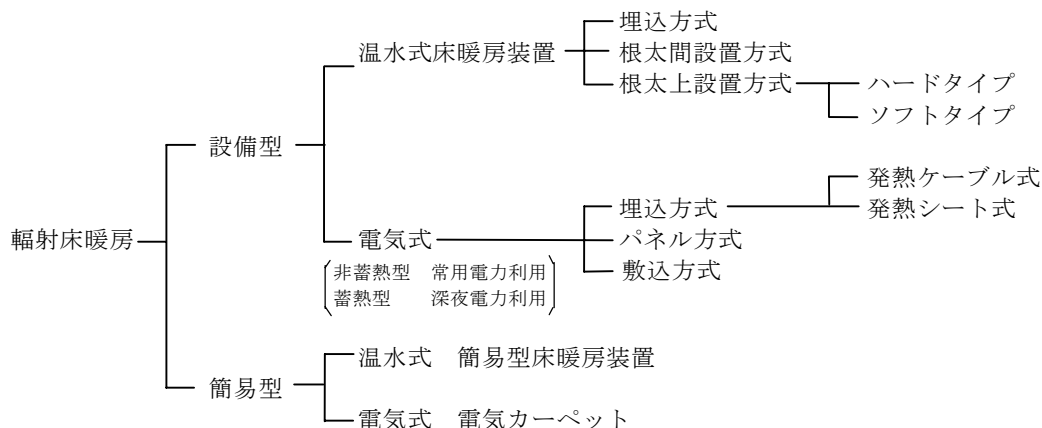 埋込方式
温水式床暖房装置 根太間設置方式
根太上設置方式 ハードタイプ
ソフトタイプ
設備型
発熱ケーブル式
埋込方式 発熱シート式
輻射床暖房 電気式 パネル方式
非蓄熱型 常用電力利用 敷込方式
蓄熱型 深夜電力利用
温水式 簡易型床暖房装置
簡易型
電気式 電気カーペット